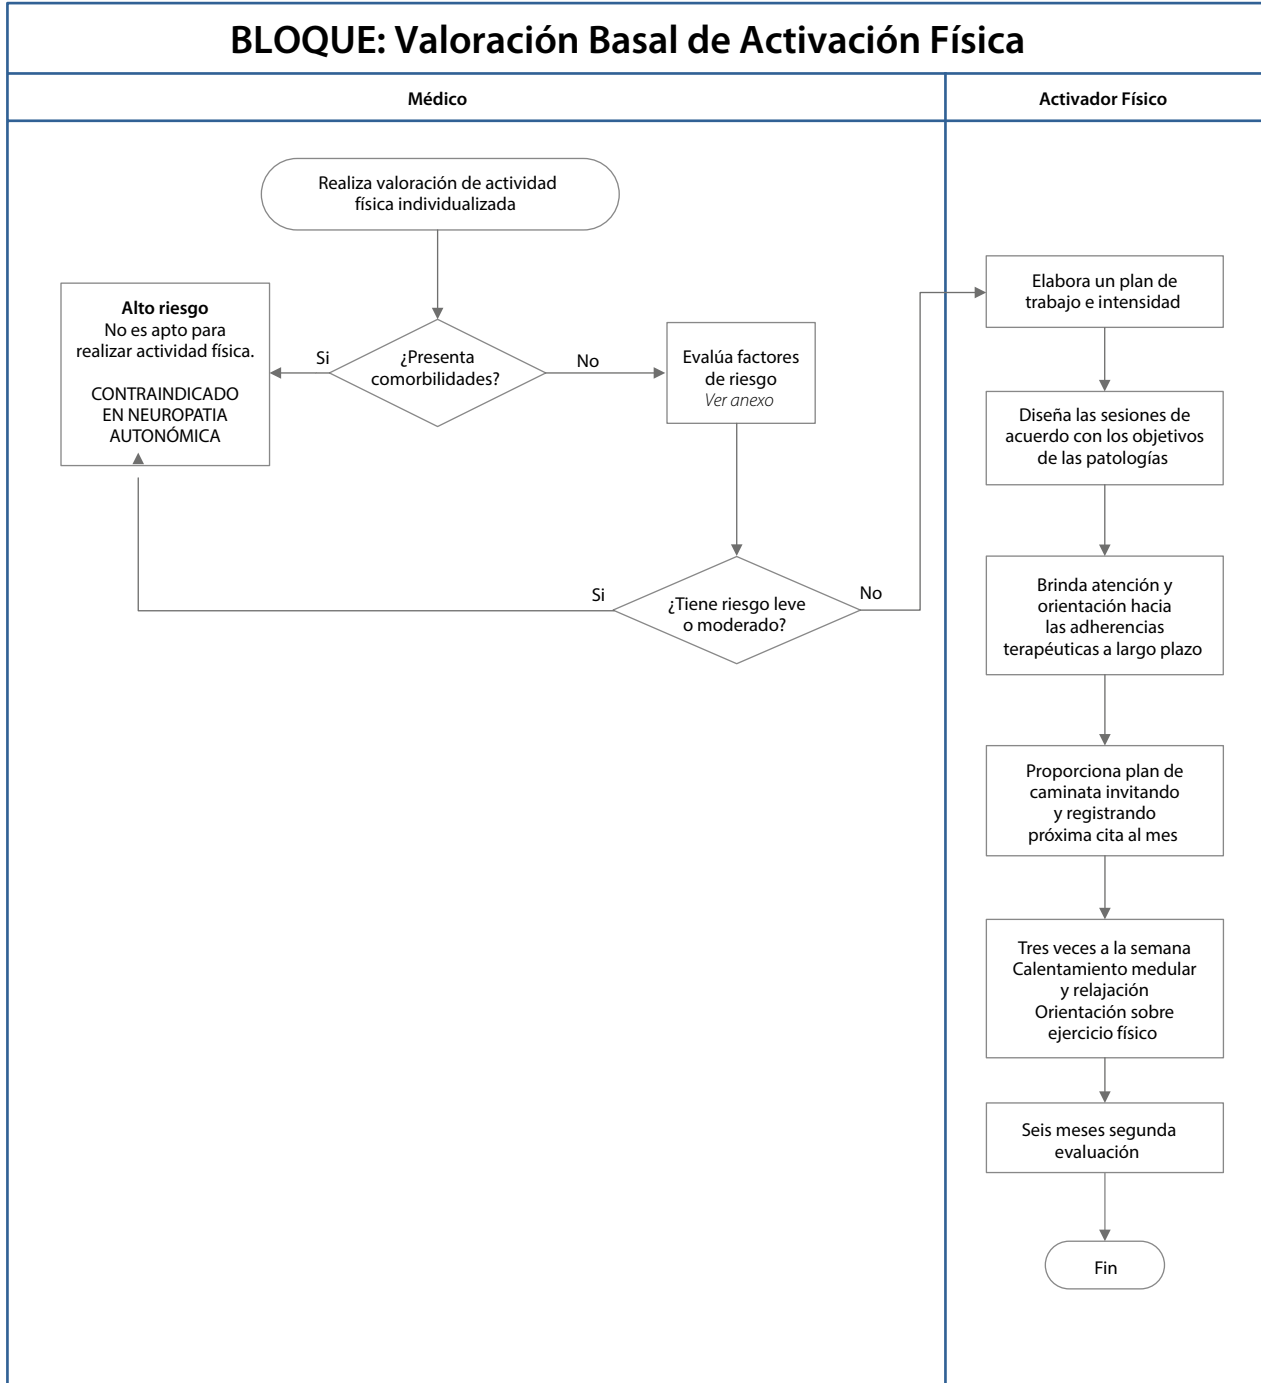 BLOQUE: Valoración Basal de Activación Física
Médico
Activador Físico
Realiza valoración de actividad
física individualizada
Alto riesgo
No es apto para
realizar actividad física.
CONTRAINDICADO
EN NEUROPATIA
AUTONÓMICA
Si
¿Presenta
comorbilidades?
No
Evalúa factores
de riesgo
Ver anexo
Si
¿Tiene riesgo leve
o moderado?
No
Elabora un plan de
trabajo e intensidad
Diseña las sesiones de
acuerdo con los objetivos
de las patologías
Brinda atención y
orientación hacia
las adherencias
terapéuticas a largo plazo
Proporciona plan de
caminata invitando
y registrando
próxima cita al mes
Tres veces a la semana
Calentamiento medular
y relajación
Orientación sobre
ejercicio físico
Seis meses segunda
evaluación
Fin